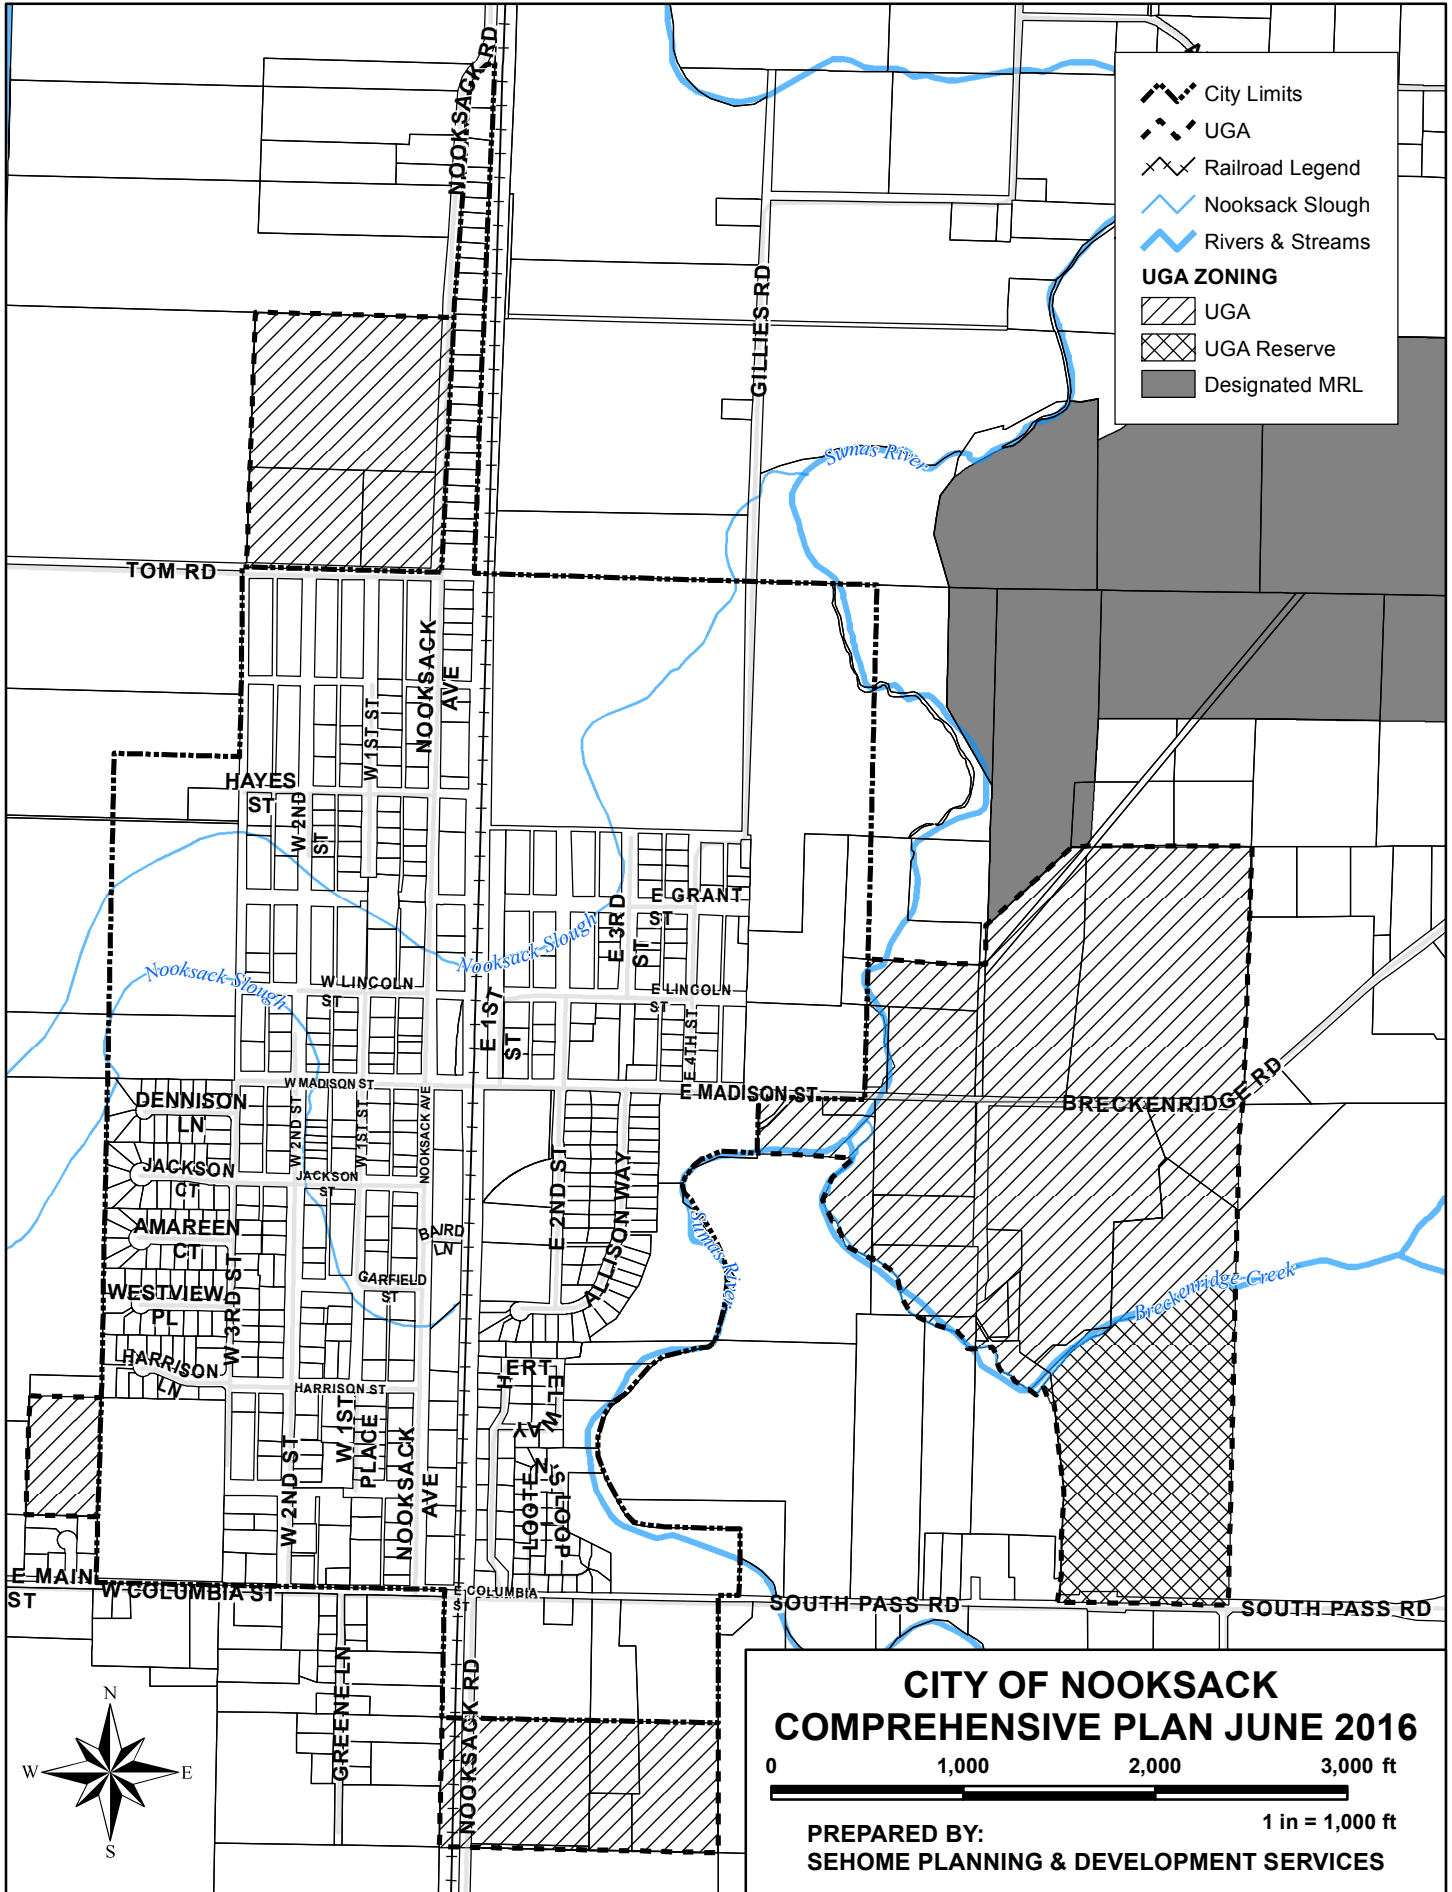 NOOKSACK RD
City Limits
UGA
Railroad Legend
Nooksack Slough
Rivers & Streams
UGA ZONING
UGA
UGA Reserve
Designated MRL
GILLIES RD
Sumas River
TOM RD
NOOKSACK
AVE
W 1ST ST
HAYES
ST
W 2ND
ST
E GRANT
ST
E 3RD
ST
Nooksack Slough
Nooksack Slough
W LINCOLN
ST
E LINCOLN
ST
E 1ST
ST
E 4TH ST
W MADISON ST
E MADISON ST
BRECKENRIDGE RD
DENNISON
LN
W 2ND ST
W 1ST ST
NOOKSACK AVE
JACKSON
CT
JACKSON
ST
E 2ND ST
ALLISON WAY
AMAREEN
CT
BAIRD
LN
Sumas River
W 3RD ST
GARFIELD
ST
WESTVIEW
PL
Breckenridge Creek
HARRISON
LN
HARRISON ST
HERTEL WAY
W 1ST
PLACE
NOOKSACK
AVE
W 2ND ST
LOOTENS LOOP
E MAIN
ST
W COLUMBIA ST
E COLUMBIA
ST
SOUTH PASS RD
SOUTH PASS RD
GREENE LN
NOOKSACK RD
N
W
E
S
CITY OF NOOKSACK
COMPREHENSIVE PLAN JUNE 2016
0 1,000 2,000 3,000 ft
1 in = 1,000 ft
PREPARED BY:
SEHOME PLANNING & DEVELOPMENT SERVICES